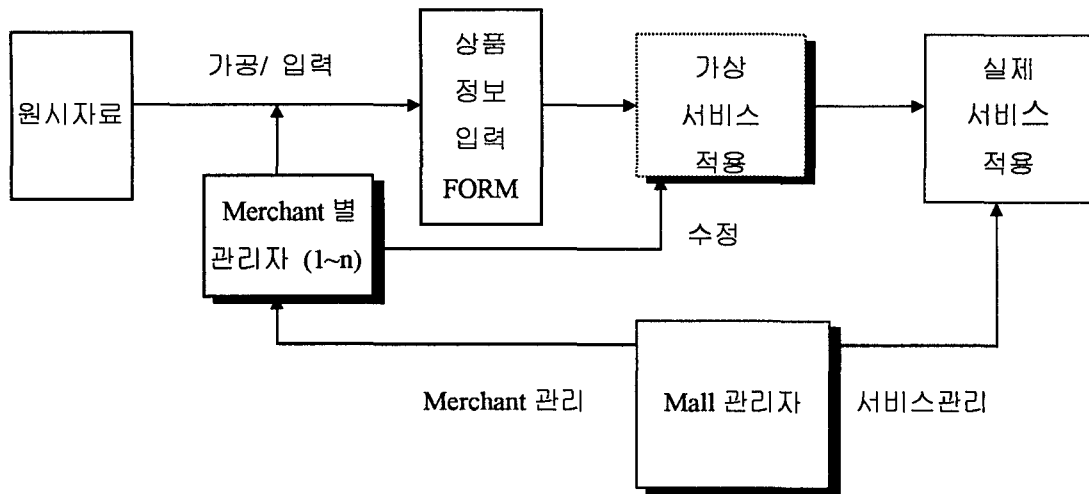 원시자료
가공/ 입력
상품
정보
입력
FORM
가상
서비스
적용
실제
서비스
적용
Merchant 별
관리자 (1~n)
수정
Merchant 관리
Mall 관리자
서비스관리